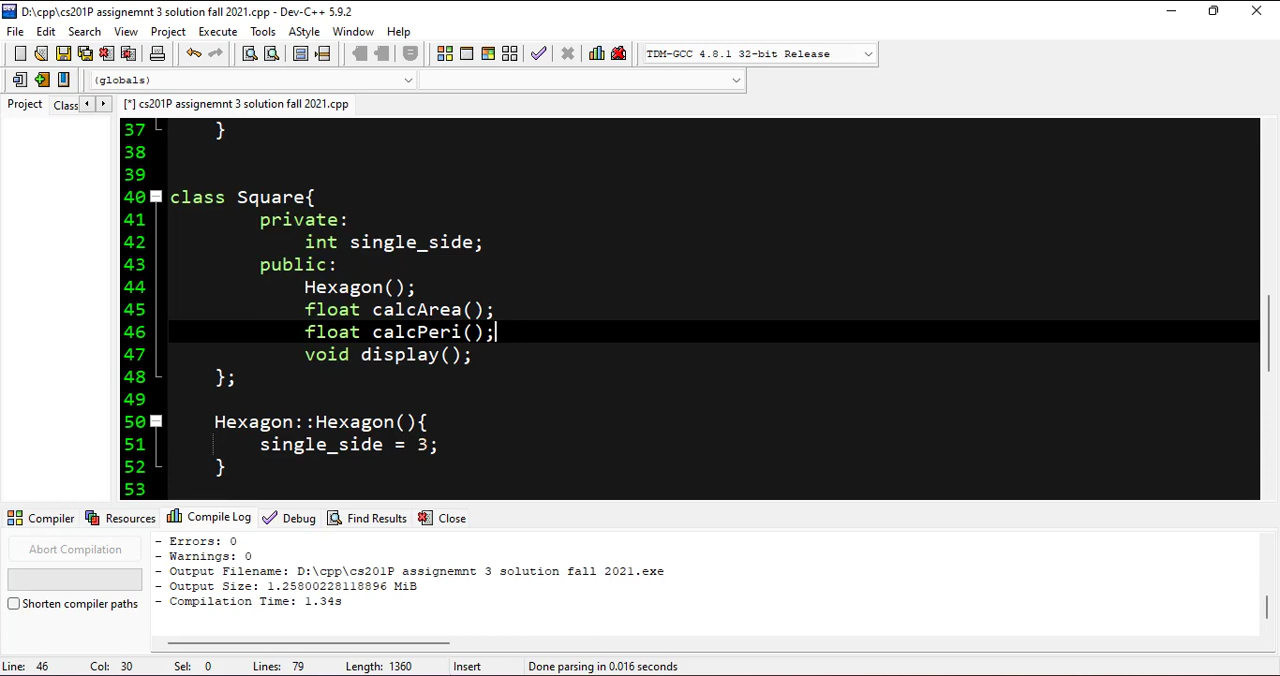 D:\cpp\cs201P assignemnt 3 solution fall 2021.cpp - Dev-C++ 5.9.2
File Edit Search View Project Execute Tools AStyle Window Help
TDM-GCC 4.8.1 32-bit Release
(globals)
Project Class [*] cs201P assignemnt 3 solution fall 2021.cpp
37 }
38
39
40 class Square{
41 private:
42 int single_side;
43 public:
44 Hexagon();
45 float calcArea();
46 float calcPeri();
47 void display();
48 };
49
50 Hexagon::Hexagon(){
51 single_side = 3;
52 }
53
Compiler Resources Compile Log Debug Find Results Close
Abort Compilation
Shorten compiler paths
- Errors: 0
- Warnings: 0
- Output Filename: D:\cpp\cs201P assignemnt 3 solution fall 2021.exe
- Output Size: 1.25800228118896 MiB
- Compilation Time: 1.34s
Line: 46 Col: 30 Sel: 0 Lines: 79 Length: 1360 Insert Done parsing in 0.016 seconds